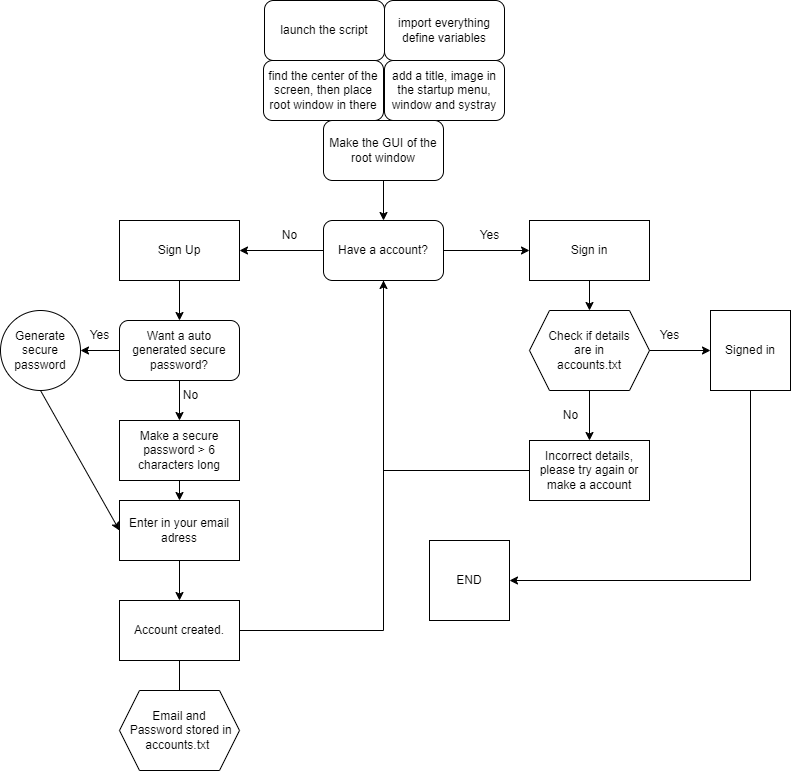 launch the script
import everything
define variables
find the center of the
screen, then place
root window in there
add a title, image in
the startup menu,
window and systray
Make the GUI of the
root window
Sign Up
No
Have a account?
Yes
Sign in
Generate
secure
password
Yes
Want a auto
generated secure
password?
Check if details
are in
accounts.txt
Yes
Signed in
No
No
Make a secure
password > 6
characters long
Incorrect details,
please try again or
make a account
Enter in your email
adress
END
Account created.
Email and
Password stored in
accounts.txt